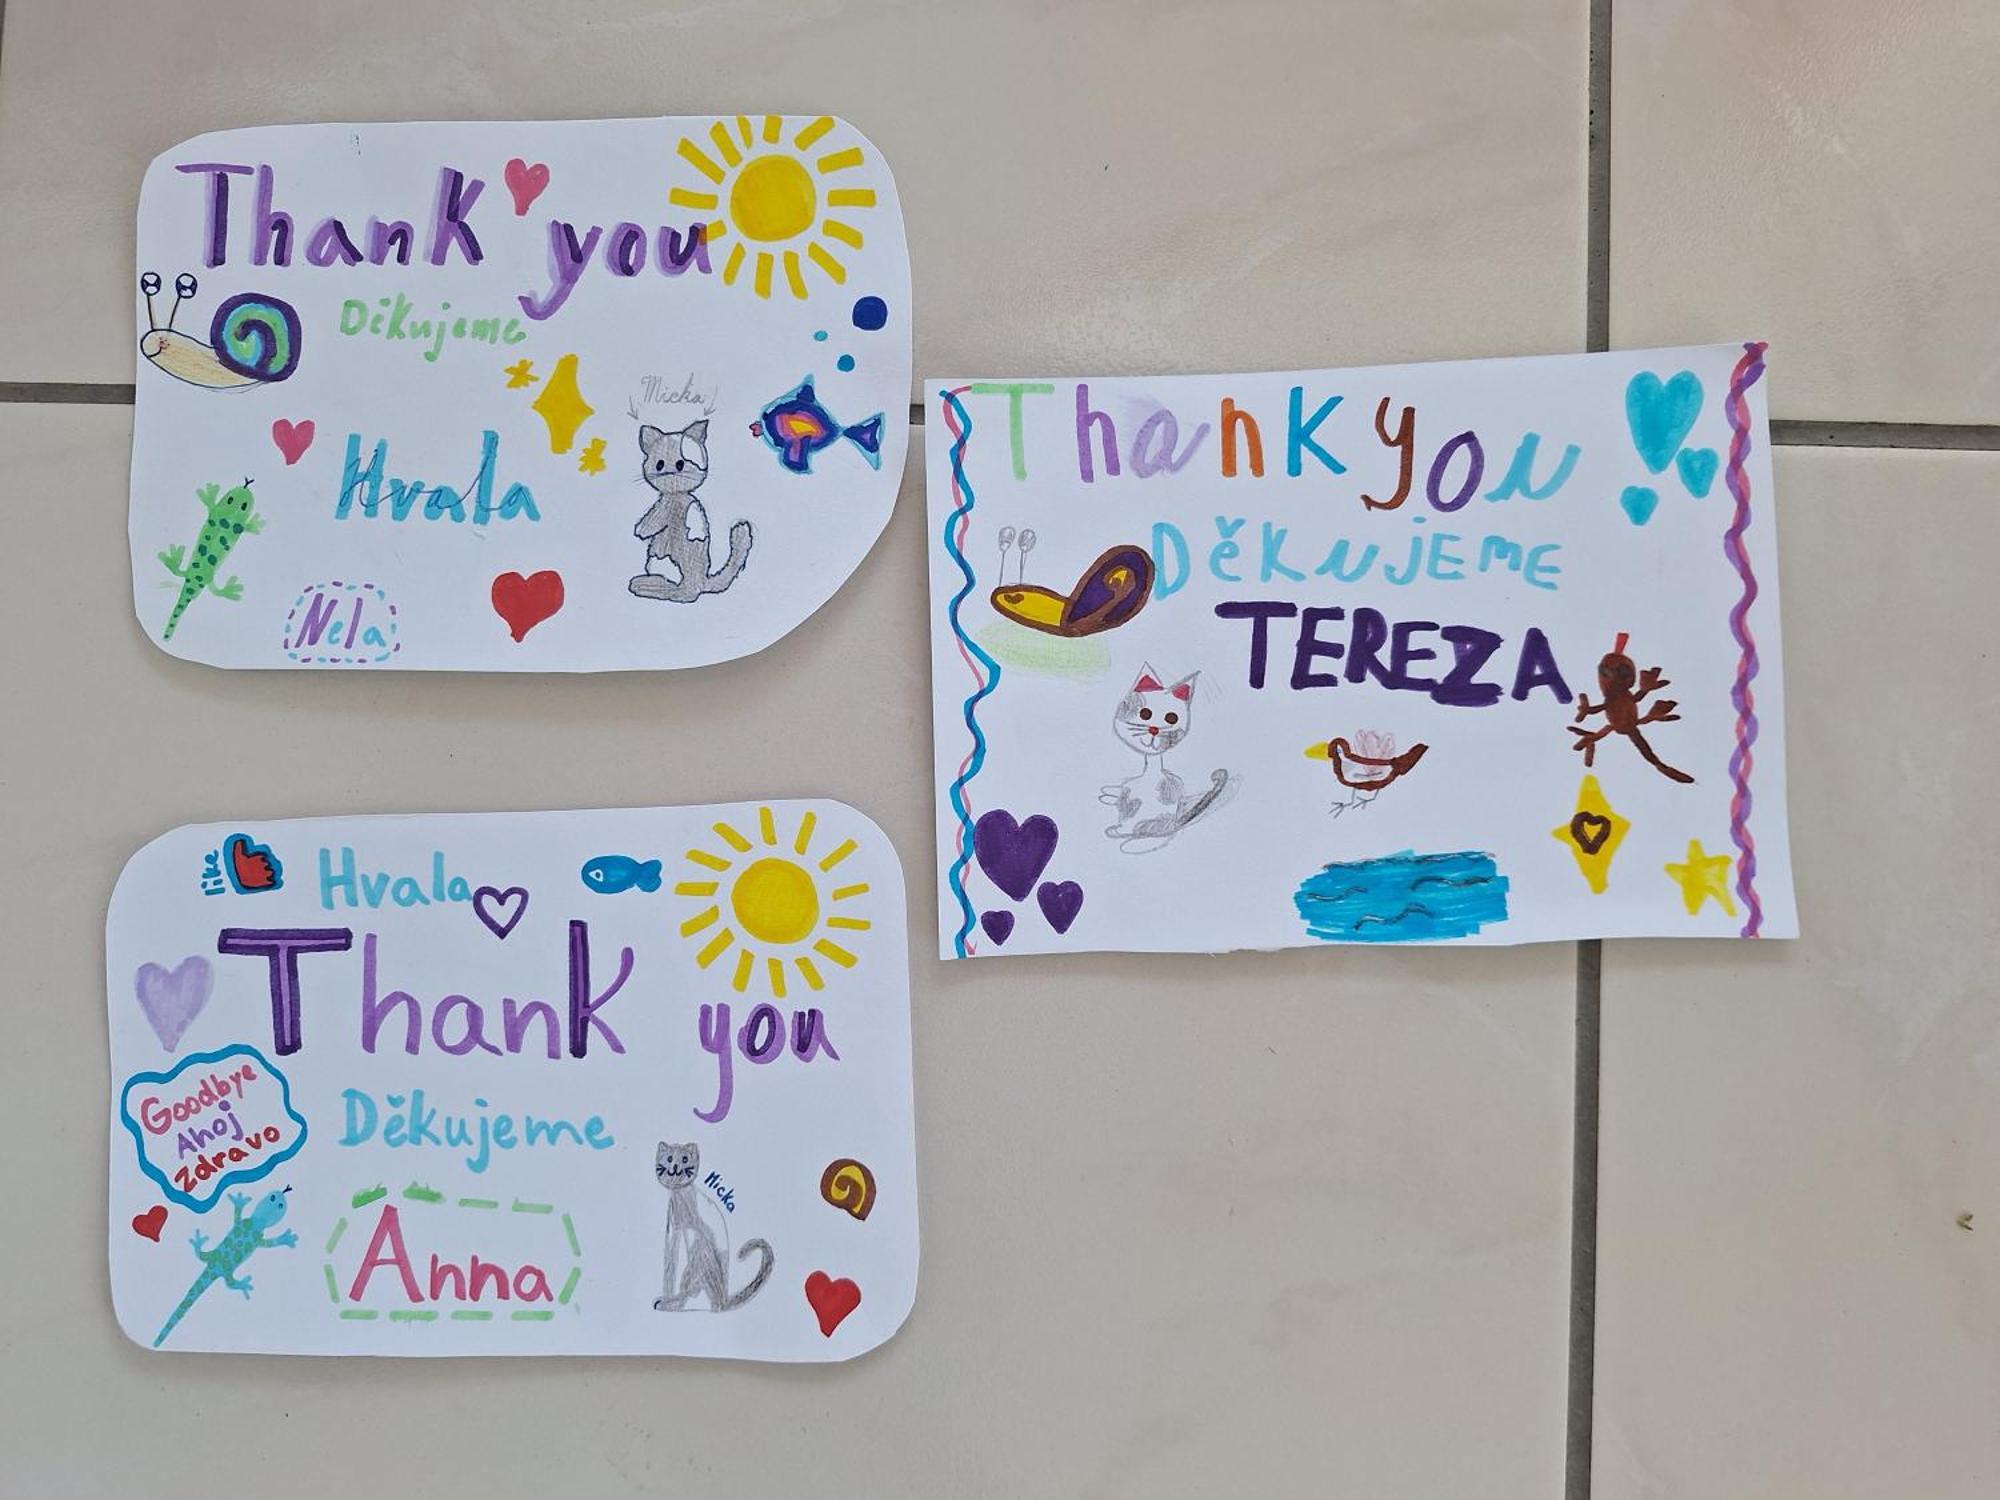 Thank you
Děkujeme
Micka
Hvala
Nela
Thank you
DěKUJEME
TEREZA
like
Hvala
Thank you
Goodbye
Ahoj
Zdravo
Děkujeme
Micka
Anna